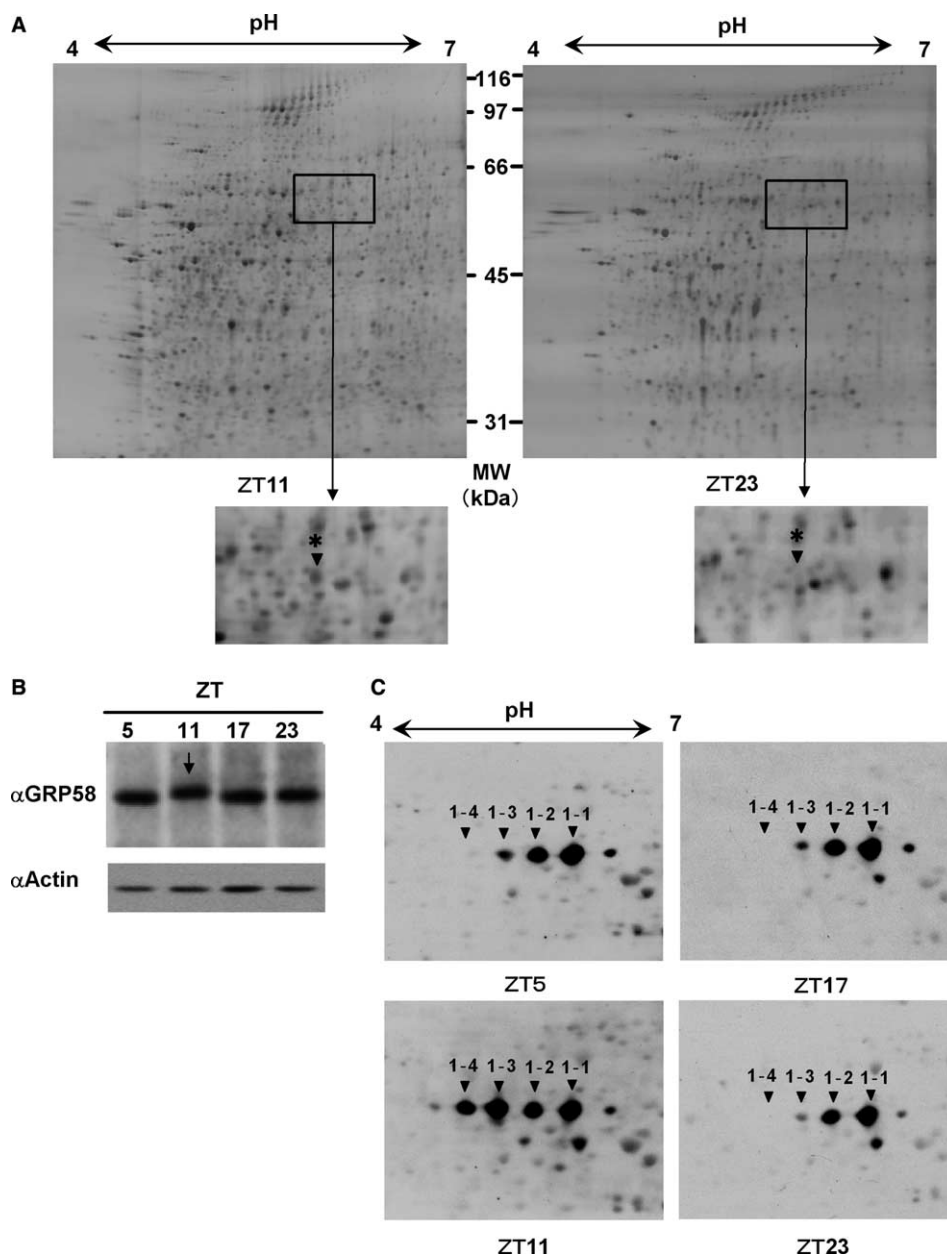 A
pH
4
7
pH
4
7
116
97
66
45
31
MW
(kDa)
ZT11
ZT23
*
*
B
ZT
5 11 17 23
αGRP58
αActin
C
4
pH
7
1-4 1-3 1-2 1-1
1-4 1-3 1-2 1-1
ZT5
ZT17
1-4 1-3 1-2 1-1
1-4 1-3 1-2 1-1
ZT11
ZT23